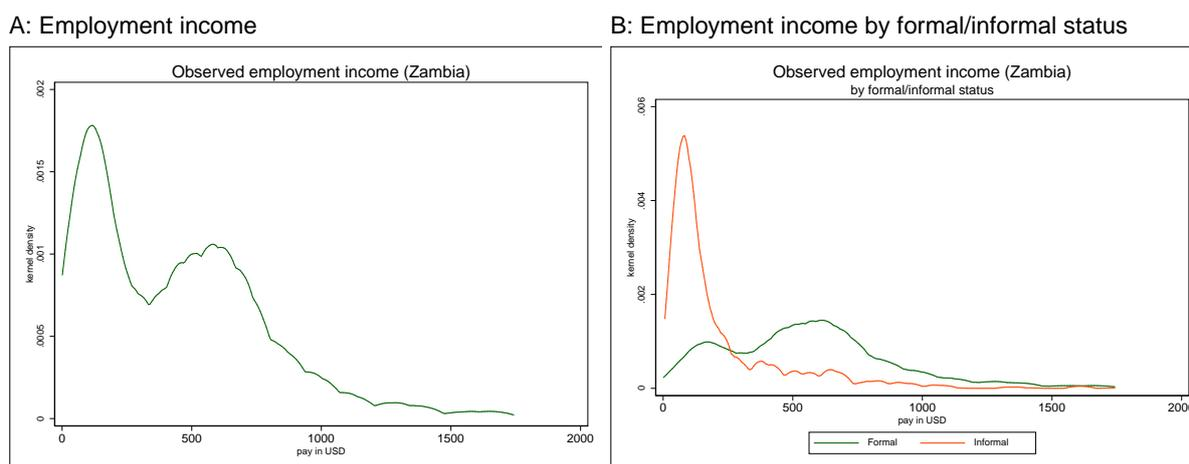 A: Employment income
Observed employment income (Zambia)
kernel density
0
.0005
.001
.0015
.002
0
500
1000
1500
2000
pay in USD
B: Employment income by formal/informal status
Observed employment income (Zambia)
by formal/informal status
kernel density
0
.002
.004
.006
0
500
1000
1500
2000
pay in USD
Formal
Informal